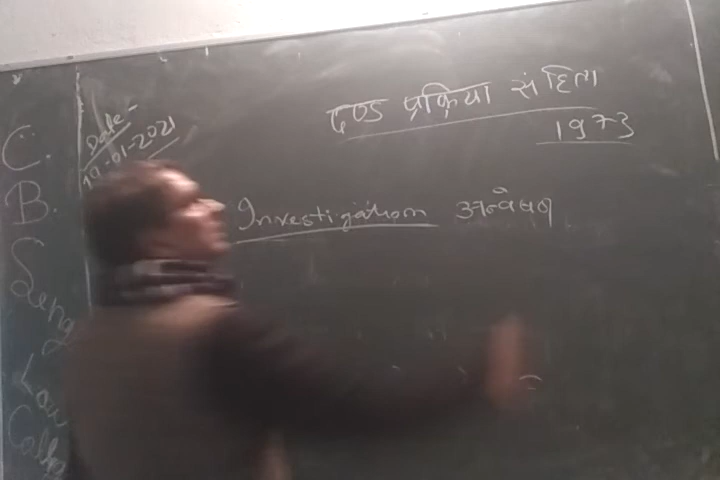 दण्ड प्रक्रिया संहिता
1973
Date-
19-01-2021
Investigation अन्वेषण
C.
B.
Law